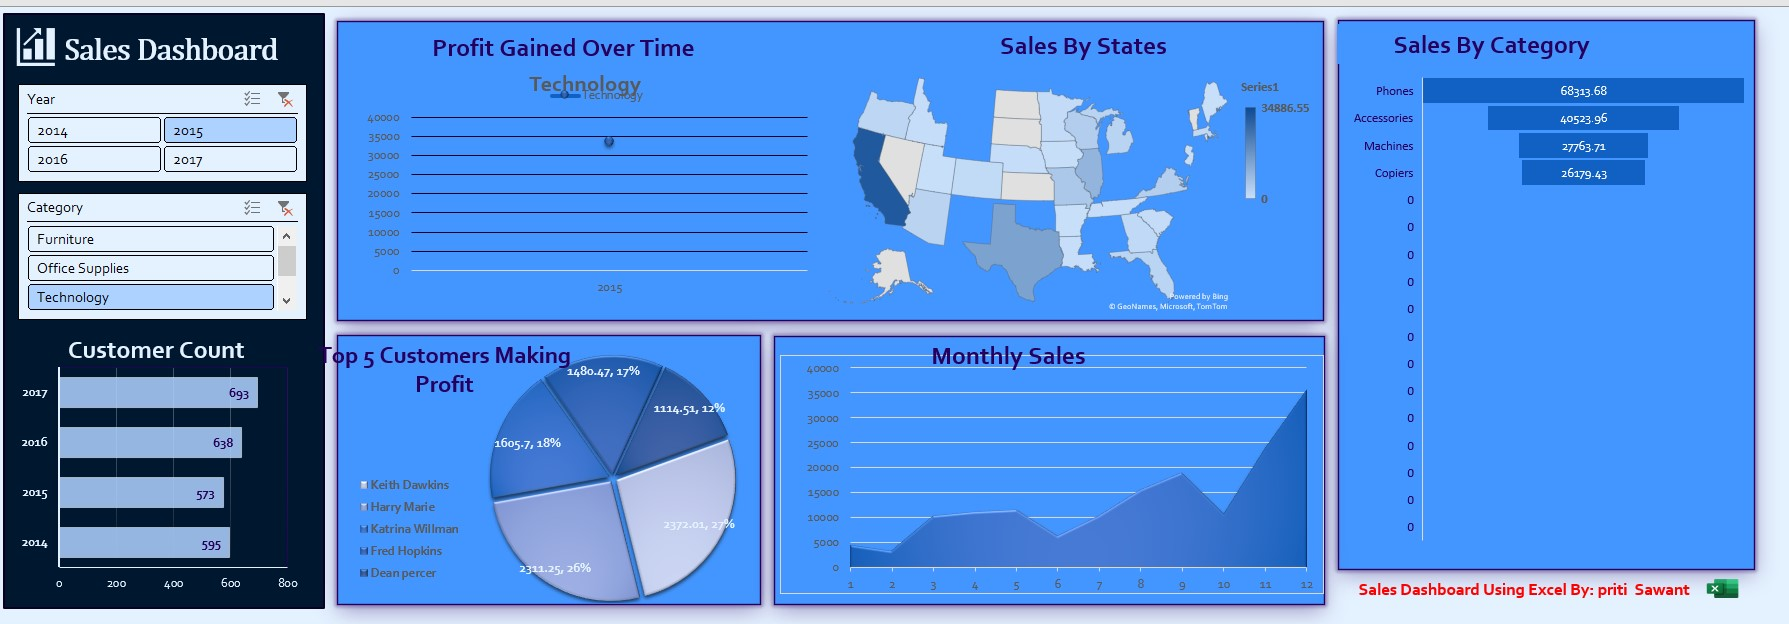 Sales Dashboard
Year
2014
2015
2016
2017
Category
Furniture
Office Supplies
Technology
Customer Count
2017
693
2016
638
2015
573
2014
595
0 200 400 600 800
Profit Gained Over Time
Technology
Technology
40000
35000
30000
25000
20000
15000
10000
5000
0
2015
Sales By States
Series1
34886.55
0
Powered by Bing
© GeoNames, Microsoft, TomTom
Top 5 Customers Making
Profit
1480.47, 17%
1114.51, 12%
1605.7, 18%
2372.01, 27%
2311.25, 26%
Keith Dawkins
Harry Marie
Katrina Willman
Fred Hopkins
Dean percer
Monthly Sales
40000
35000
30000
25000
20000
15000
10000
5000
0
1 2 3 4 5 6 7 8 9 10 11 12
Sales By Category
Phones 68313.68
Accessories 40523.96
Machines 27763.71
Copiers 26179.43
0
0
0
0
0
0
0
0
0
0
0
0
0
Sales Dashboard Using Excel By: priti Sawant